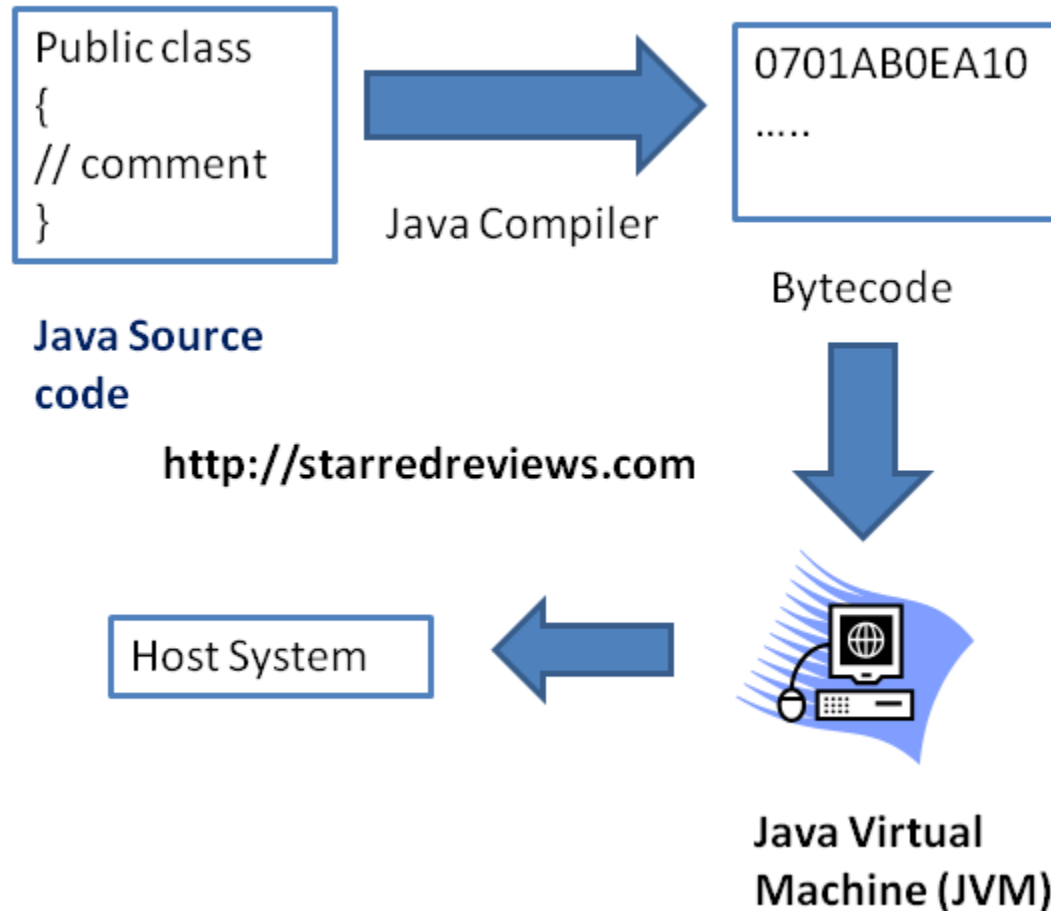 Public class
{
// comment
}
Java Source
code
Java Compiler
0701AB0EA10
…..
Bytecode
http://starredreviews.com
Java Virtual
Machine (JVM)
Host System